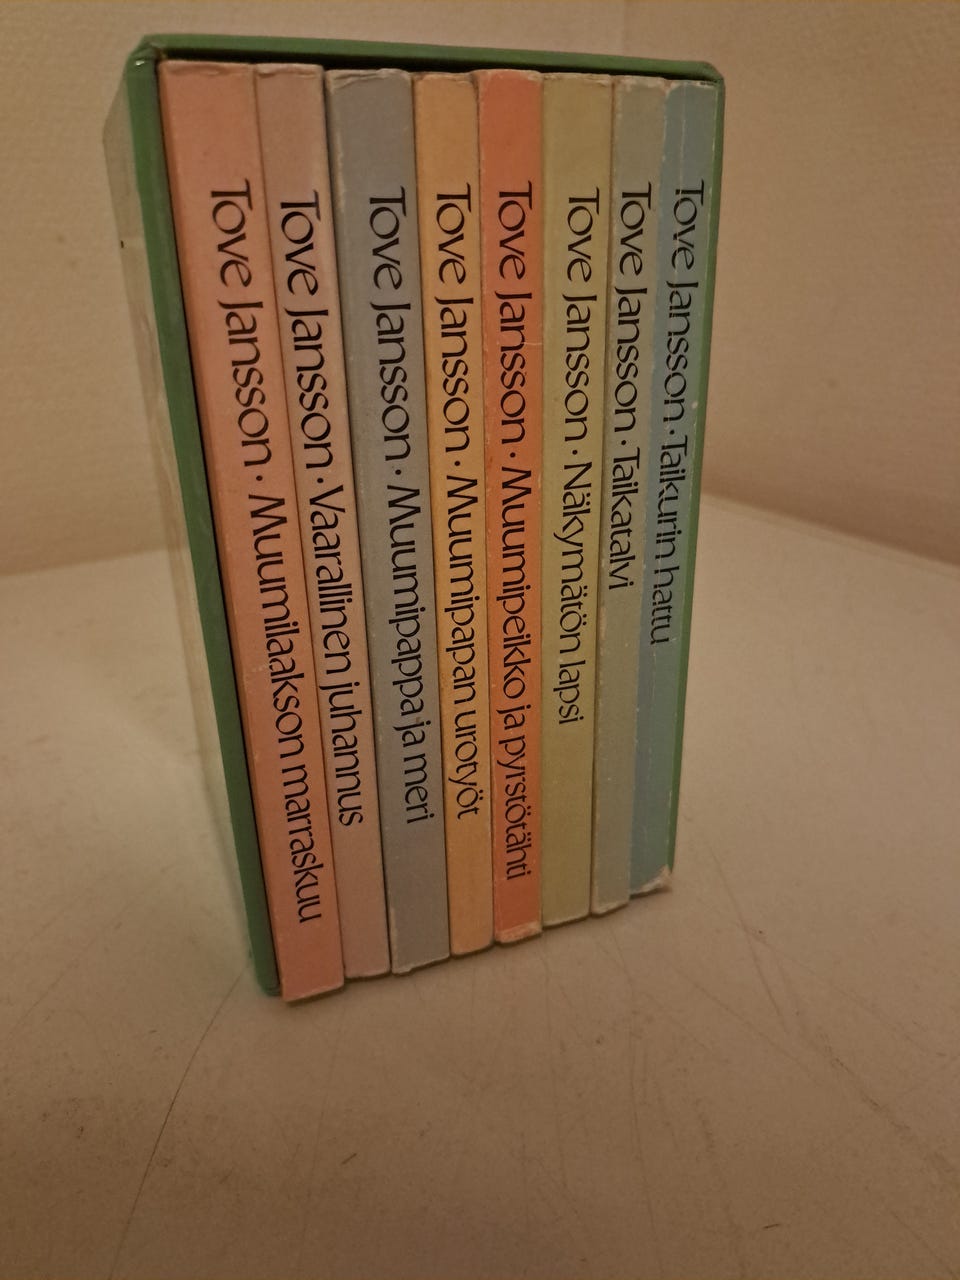 Tove Jansson · Muumilaakson marraskuu
Tove Jansson · Vaarallinen juhannus
Tove Jansson · Muumipappa ja meri
Tove Jansson · Muumipapan urotyöt
Tove Jansson · Muumipeikko ja pyrstötähti
Tove Jansson · Näkymätön lapsi
Tove Jansson · Taikatalvi
Tove Jansson · Taikurin hattu